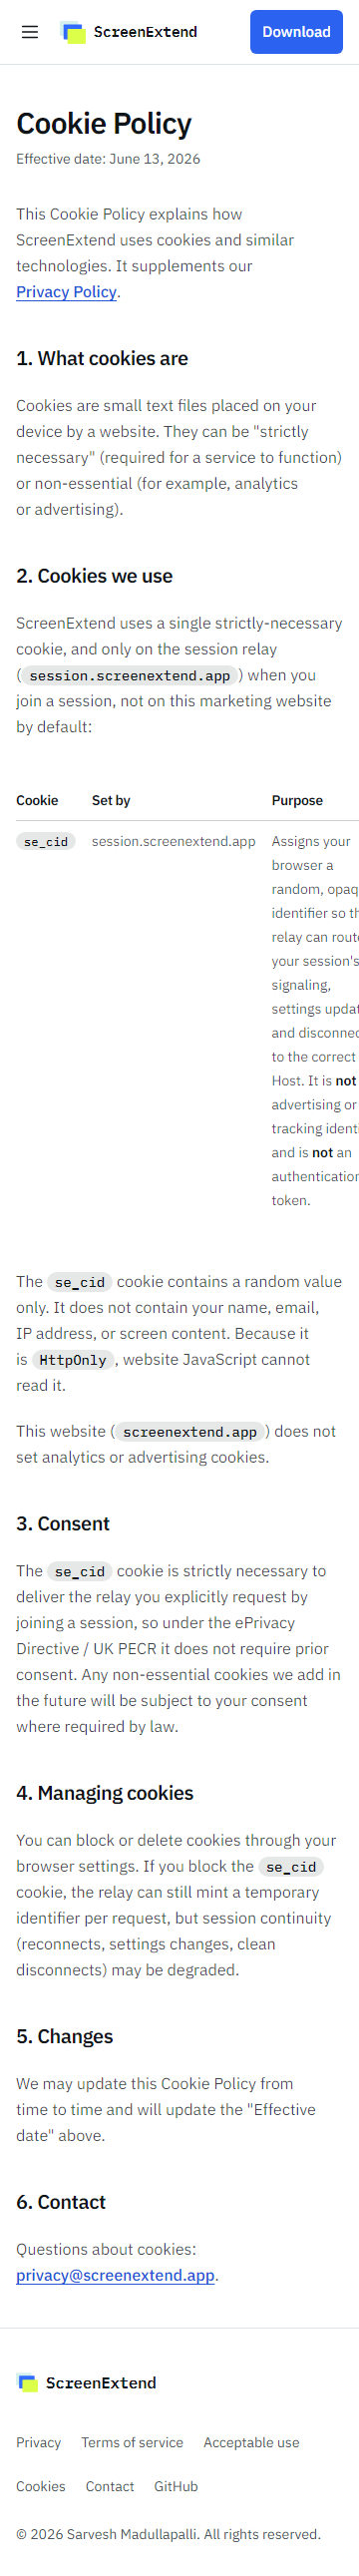 ScreenExtend
Download
Cookie Policy
Effective date: June 13, 2026
This Cookie Policy explains how
ScreenExtend uses cookies and similar
technologies. It supplements our
Privacy Policy.
1. What cookies are
Cookies are small text files placed on your
device by a website. They can be "strictly
necessary" (required for a service to function)
or non-essential (for example, analytics
or advertising).
2. Cookies we use
ScreenExtend uses a single strictly-necessary
cookie, and only on the session relay
(session.screenextend.app) when you
join a session, not on this marketing website
by default:
Cookie Set by Purpose
se_cid session.screenextend.app Assigns your
browser a
random,
identifier so
relay can
your session's
signaling,
settings
and
to the correct
Host. It is not
advertising or
tracking
and is not an
token.
The se_cid cookie contains a random value
only. It does not contain your name, email,
IP address, or screen content. Because it
is HttpOnly, website JavaScript cannot
read it.
This website (screenextend.app) does not
set analytics or advertising cookies.
3. Consent
The se_cid cookie is strictly necessary to
deliver the relay you explicitly request by
joining a session, so under the ePrivacy
Directive / UK PECR it does not require prior
consent. Any non-essential cookies we add in
the future will be subject to your consent
where required by law.
4. Managing cookies
You can block or delete cookies through your
browser settings. If you block the se_cid
cookie, the relay can still mint a temporary
identifier per request, but session continuity
(reconnects, settings changes, clean
disconnects) may be degraded.
5. Changes
We may update this Cookie Policy from
time to time and will update the "Effective
date" above.
6. Contact
Questions about cookies:
privacy@screenextend.app.
ScreenExtend
Privacy Terms of service Acceptable use
Cookies Contact GitHub
© 2026 Sarvesh Madullapalli. All rights reserved.